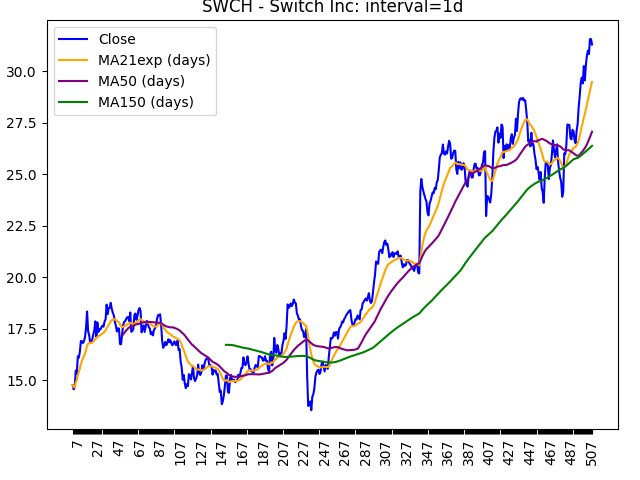 SWCH - Switch Inc: interval=1d
Close
MA21exp (days)
MA50 (days)
MA150 (days)
30.0
27.5
25.0
22.5
20.0
17.5
15.0
7 27 47 67 87 107 127 147 167 187 207 227 247 267 287 307 327 347 367 387 407 427 447 467 487 507